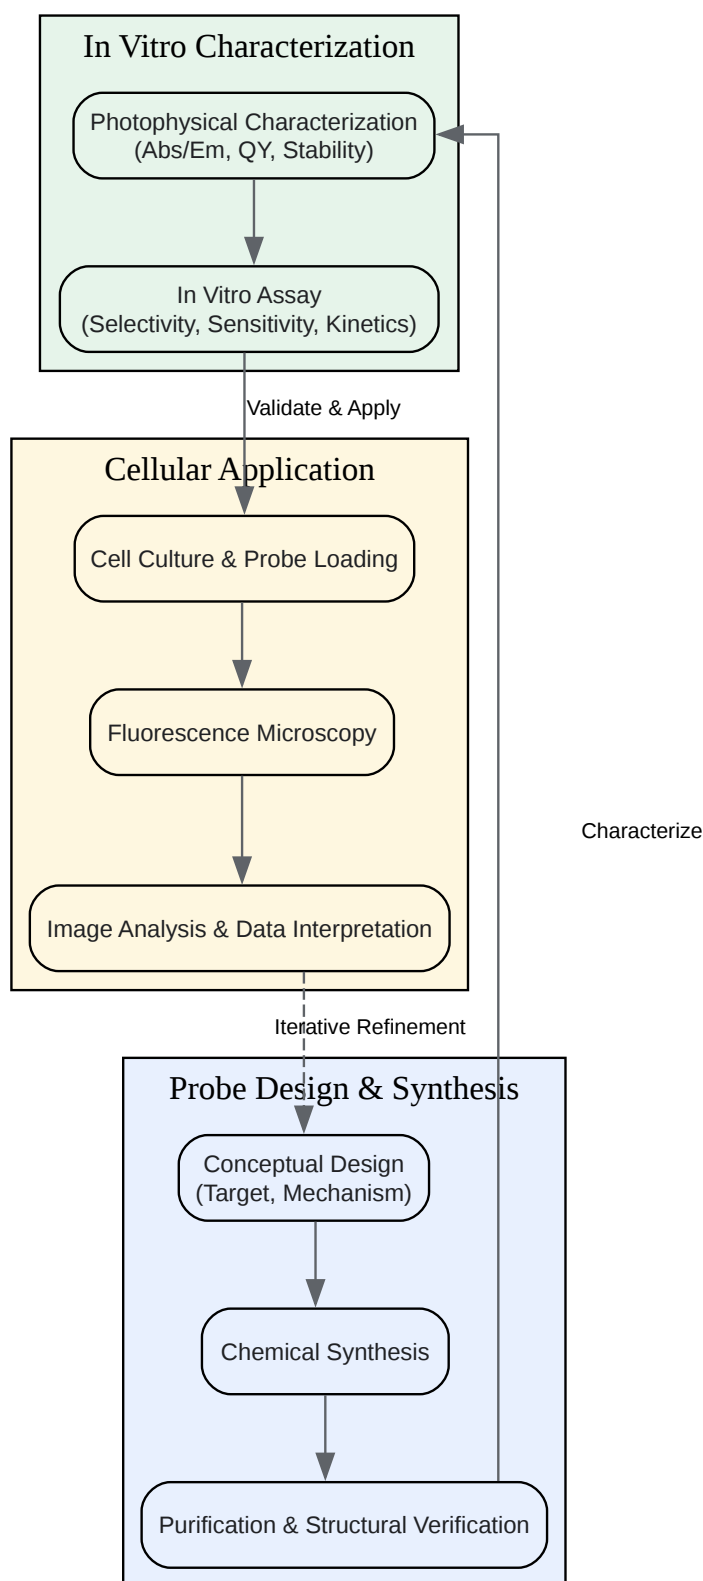 In Vitro Characterization
Photophysical Characterization
(Abs/Em, QY, Stability)
In Vitro Assay
(Selectivity, Sensitivity, Kinetics)
Validate & Apply
Cellular Application
Cell Culture & Probe Loading
Fluorescence Microscopy
Characterize
Image Analysis & Data Interpretation
Iterative Refinement
Probe Design & Synthesis
Conceptual Design
(Target, Mechanism)
Chemical Synthesis
Purification & Structural Verification